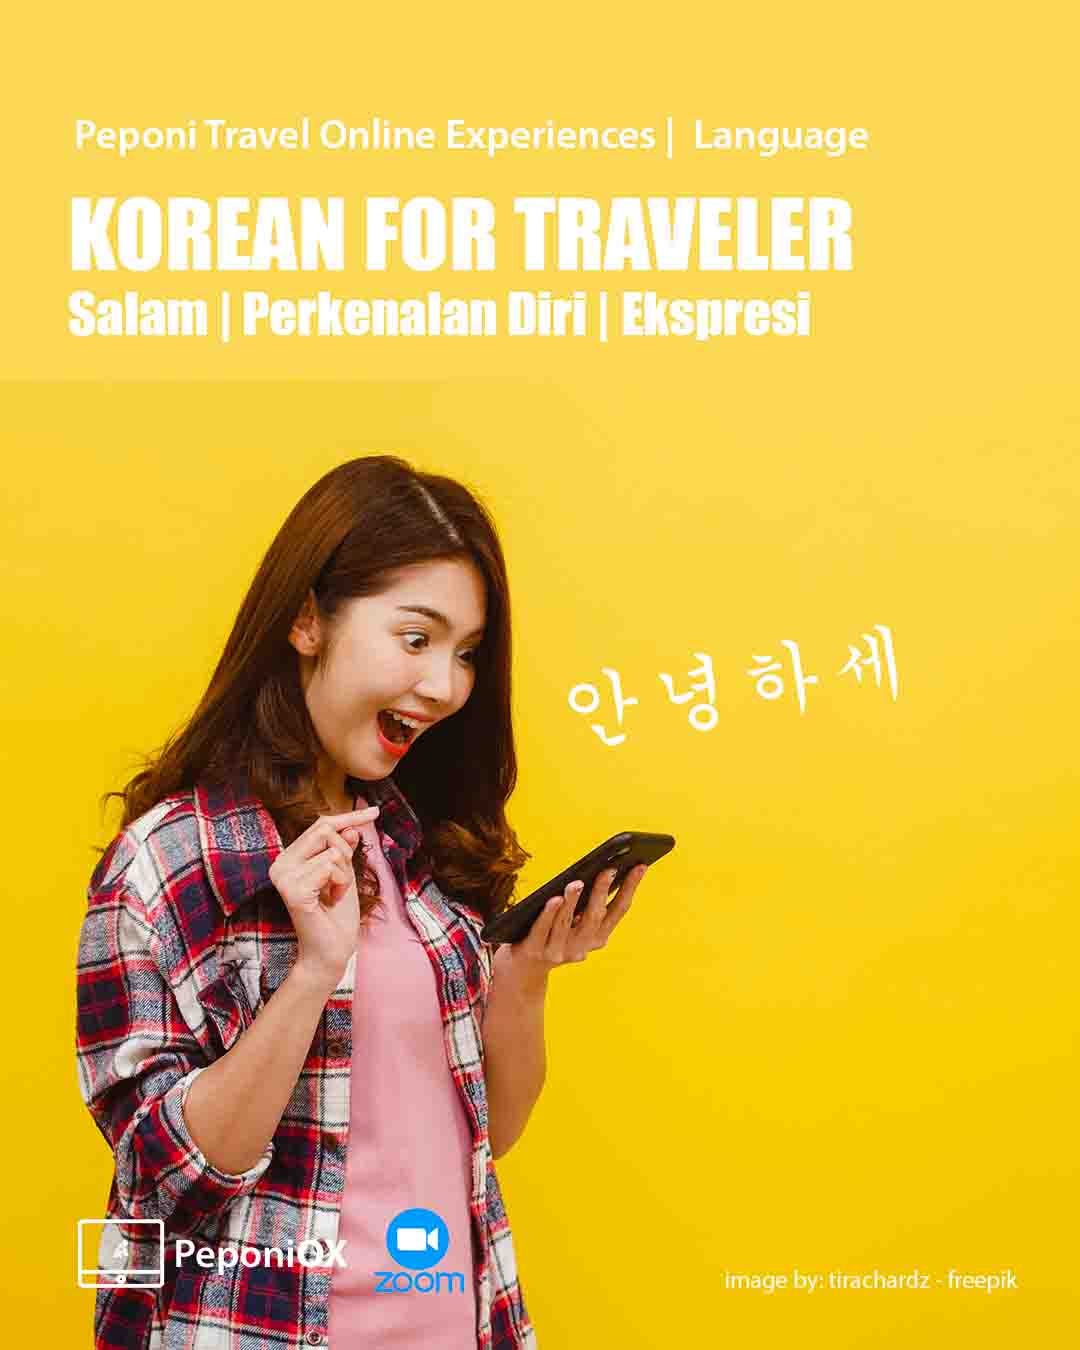 Peponi Travel Online Experiences | Language
KOREAN FOR TRAVELER
Salam | Perkenalan Diri | Ekspresi
안녕하세
PeponiOX
zoom
image by: tirachardz - freepik